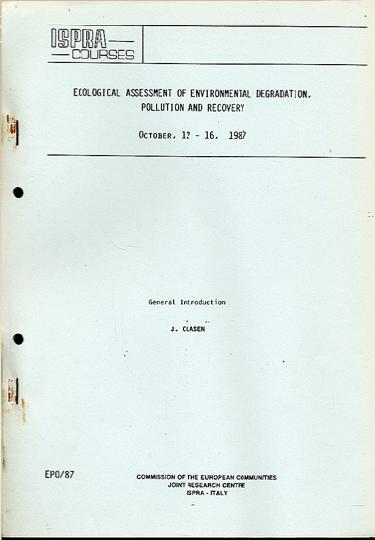 ISPRA
COURSES
ECOLOGICAL ASSESSMENT OF ENVIRONMENTAL DEGRADATION,
POLLUTION AND RECOVERY
OCTOBER, 12 - 16, 1987
General Introduction
J. CLASEN
EPO/87
COMMISSION OF THE EUROPEAN COMMUNITIES
JOINT RESEARCH CENTRE
ISPRA - ITALY